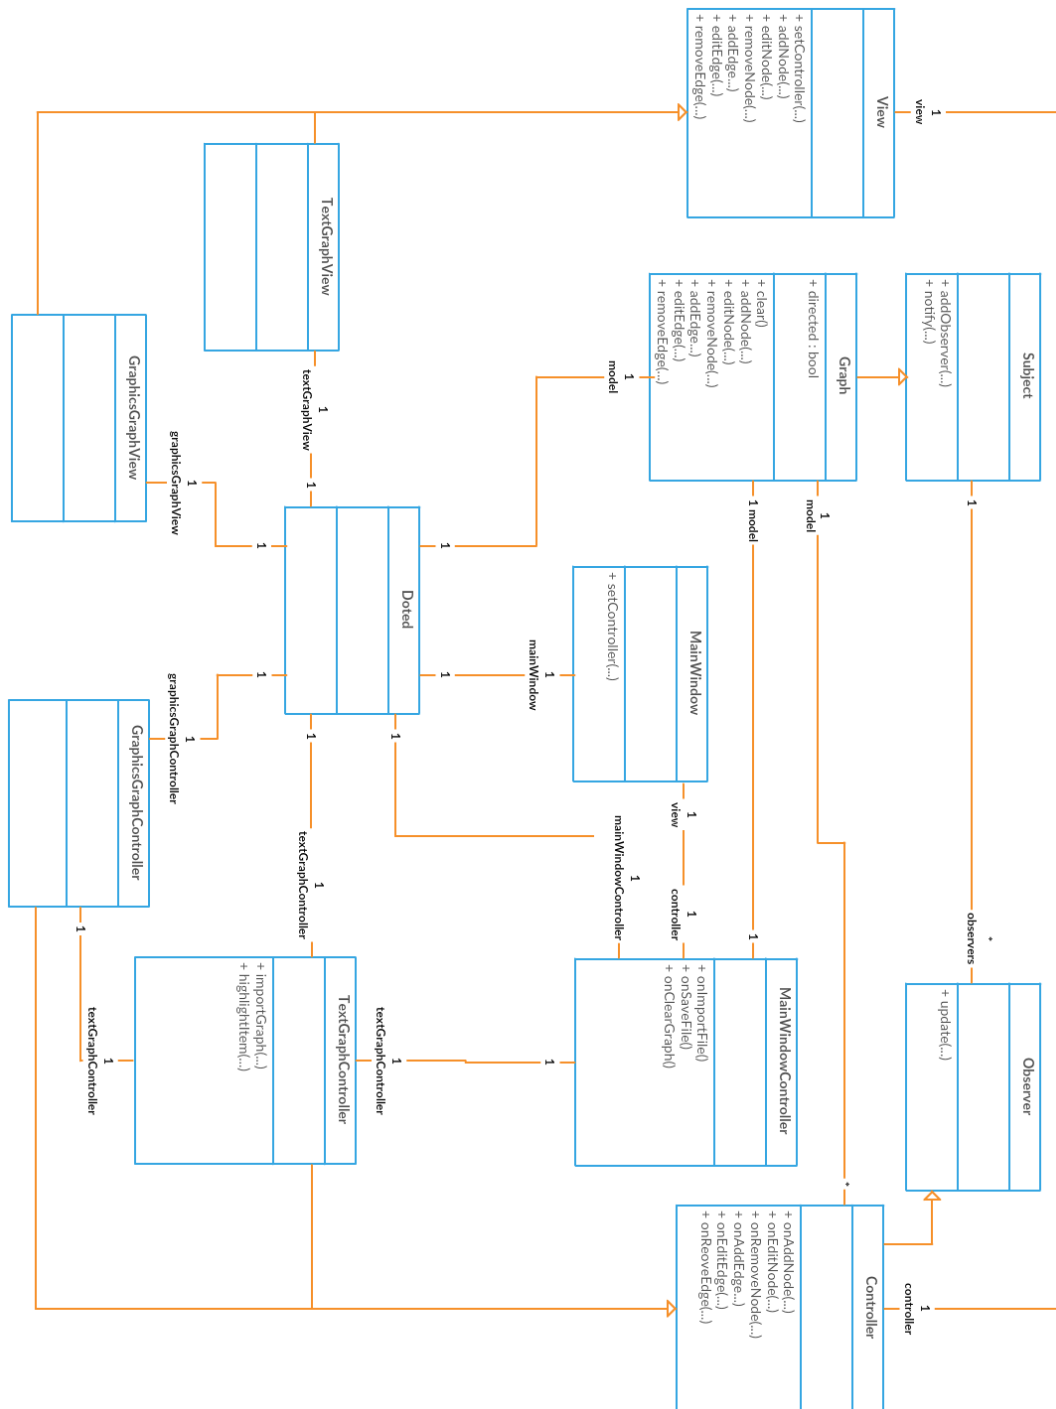 1
view
1
controller
Subject
+ addObserver(...)
+ notify(...)
1
*
observers
Observer
+ update(...)
View
+ setController(...)
+ addNode(...)
+ editNode(...)
+ removeNode(...)
+ addEdge...)
+ editEdge(...)
+ removeEdge(...)
Graph
+ directed : bool
+ clear()
+ addNode(...)
+ editNode(...)
+ removeNode(...)
+ addEdge...)
+ editEdge(...)
+ removeEdge(...)
1
model
*
1 model
1
1
model
1
Controller
+ onAddNode(...)
+ onEditNode(...)
+ onRemoveNode(...)
+ onAddEdge...)
+ onEditEdge(...)
+ onReoveEdge(...)
MainWindow
+ setController(...)
1
view
1
controller
MainWindowController
+ onImportFile()
+ onSaveFile()
+ onClearGraph()
1
mainWindow
1
1
mainWindowController
1
1
1
textGraphController
Doted
TextGraphView
1
textGraphView
1
1
1
textGraphController
TextGraphController
+ importGraph(...)
+ highlightItem(...)
GraphicsGraphView
1
graphicsGraphView
1
1
1
graphicsGraphController
GraphicsGraphController
1
1
textGraphController